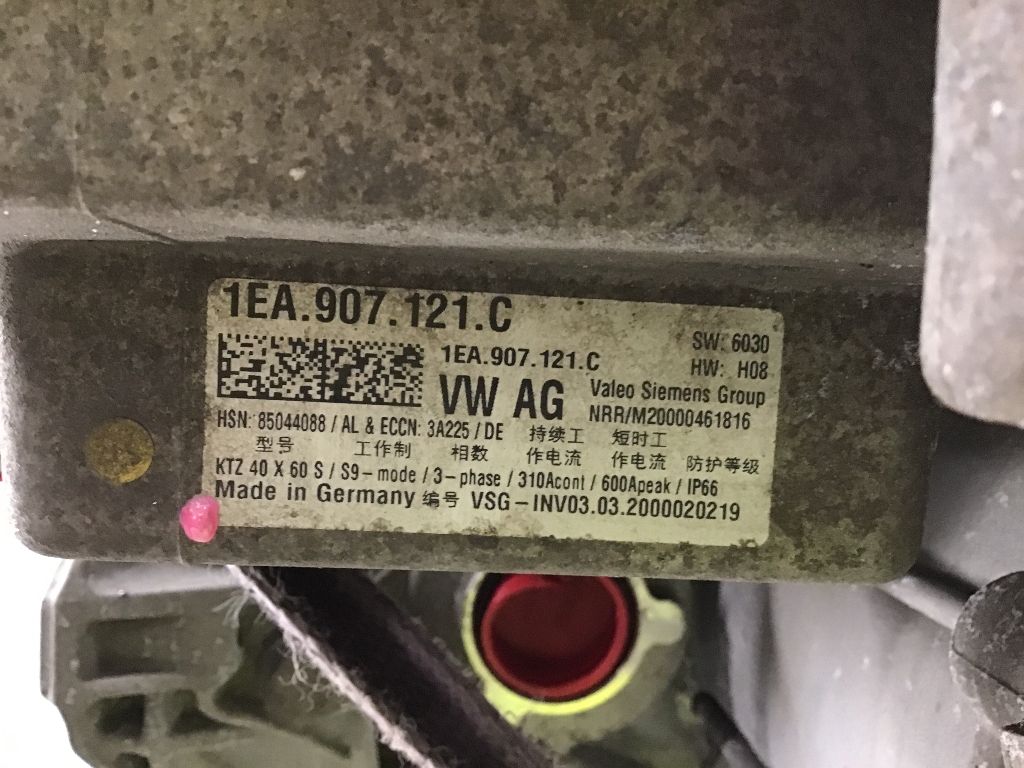 1EA.907.121.C
SW: 6030
1EA.907.121.C
HW: H08
VW AG
Valeo Siemens Group
NRR/M20000461816
HSN: 85044088 / AL & ECCN: 3A225 / DE 持续工 短时工
型号 工作制 相数 作电流 作电流 防护等级
KTZ 40 X 60 S / S9-mode / 3-phase / 310Acont / 600Apeak / IP66
Made in Germany 编号 VSG-INV03.03.2000020219